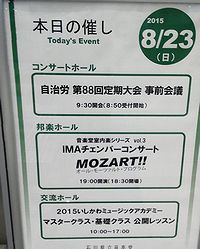 本日の催し
Today's Event
2015
8/23
(日)
コンサートホール
自治労 第88回定期大会 事前会議
9:30開会(8:50受付開始)
邦楽ホール
音楽堂室内楽シリーズ vol.3
IMAチェンバーコンサート
MOZART!!
オール・モーツァルト・プログラム
19:00開演(18:30開場)
交流ホール
2015いしかわミュージックアカデミー
マスタークラス・基礎クラス 公開レッスン
10:00〜17:00
石川県立音楽堂